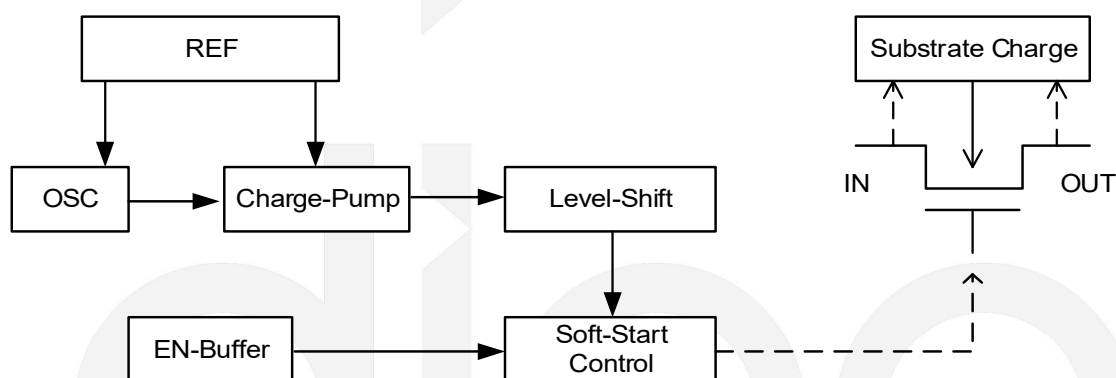 REF
Substrate Charge
OSC
Charge-Pump
Level-Shift
IN
OUT
EN-Buffer
Soft-Start
Control